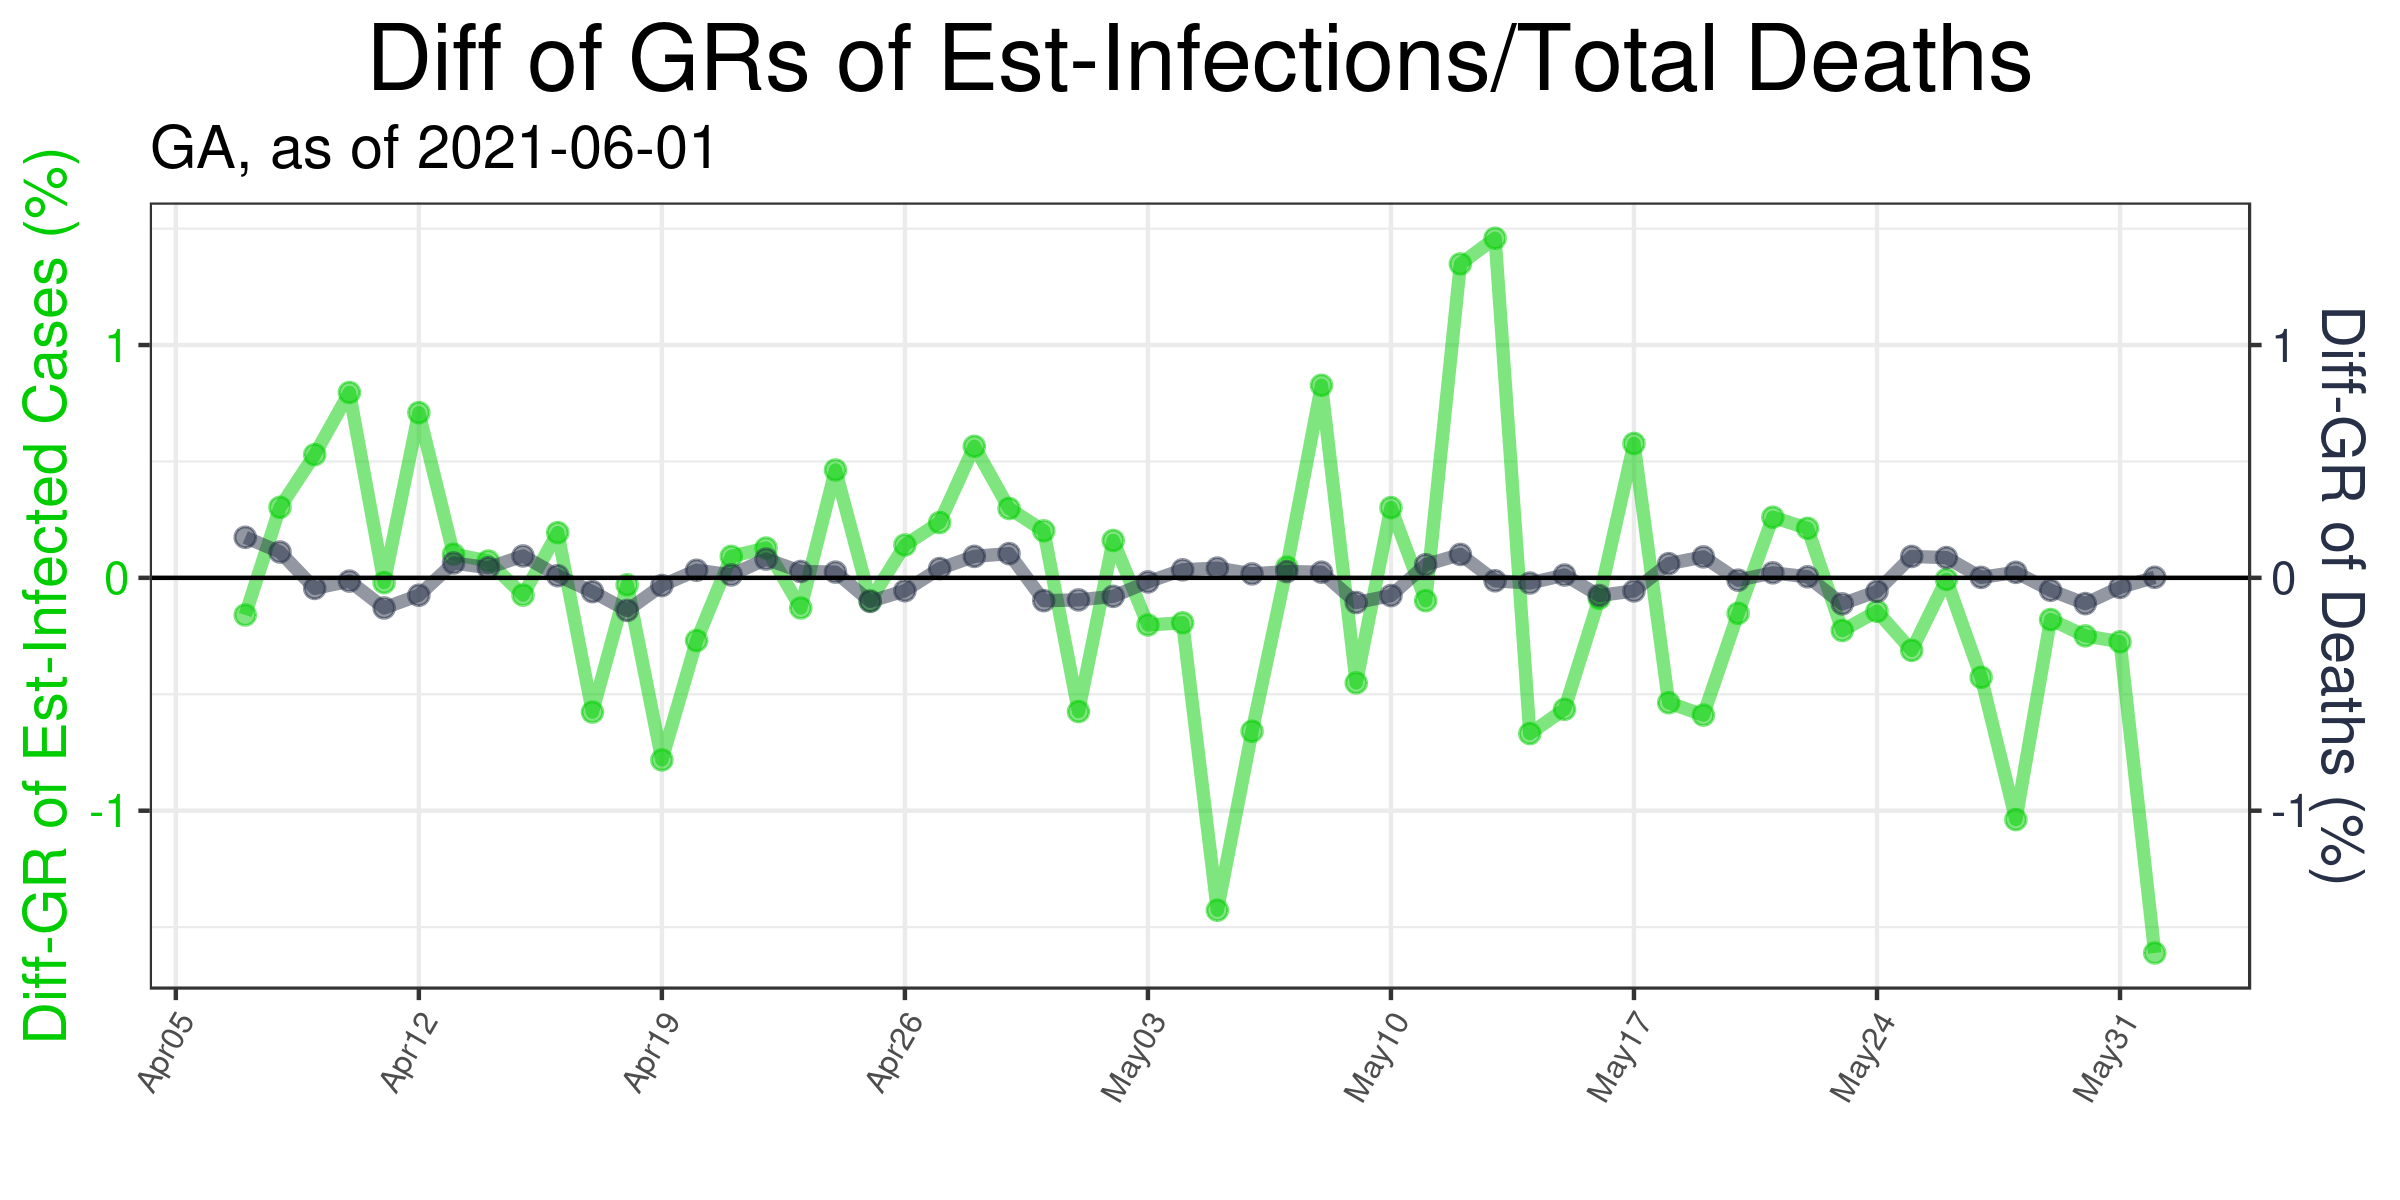 Diff of GRs of Est-Infections/Total Deaths
GA, as of 2021-06-01
Diff-GR of Est-Infected Cases (%)
1
0
-1
1
0
-1
Diff-GR of Deaths (%)
Apr05
Apr12
Apr19
Apr26
May03
May10
May17
May24
May31